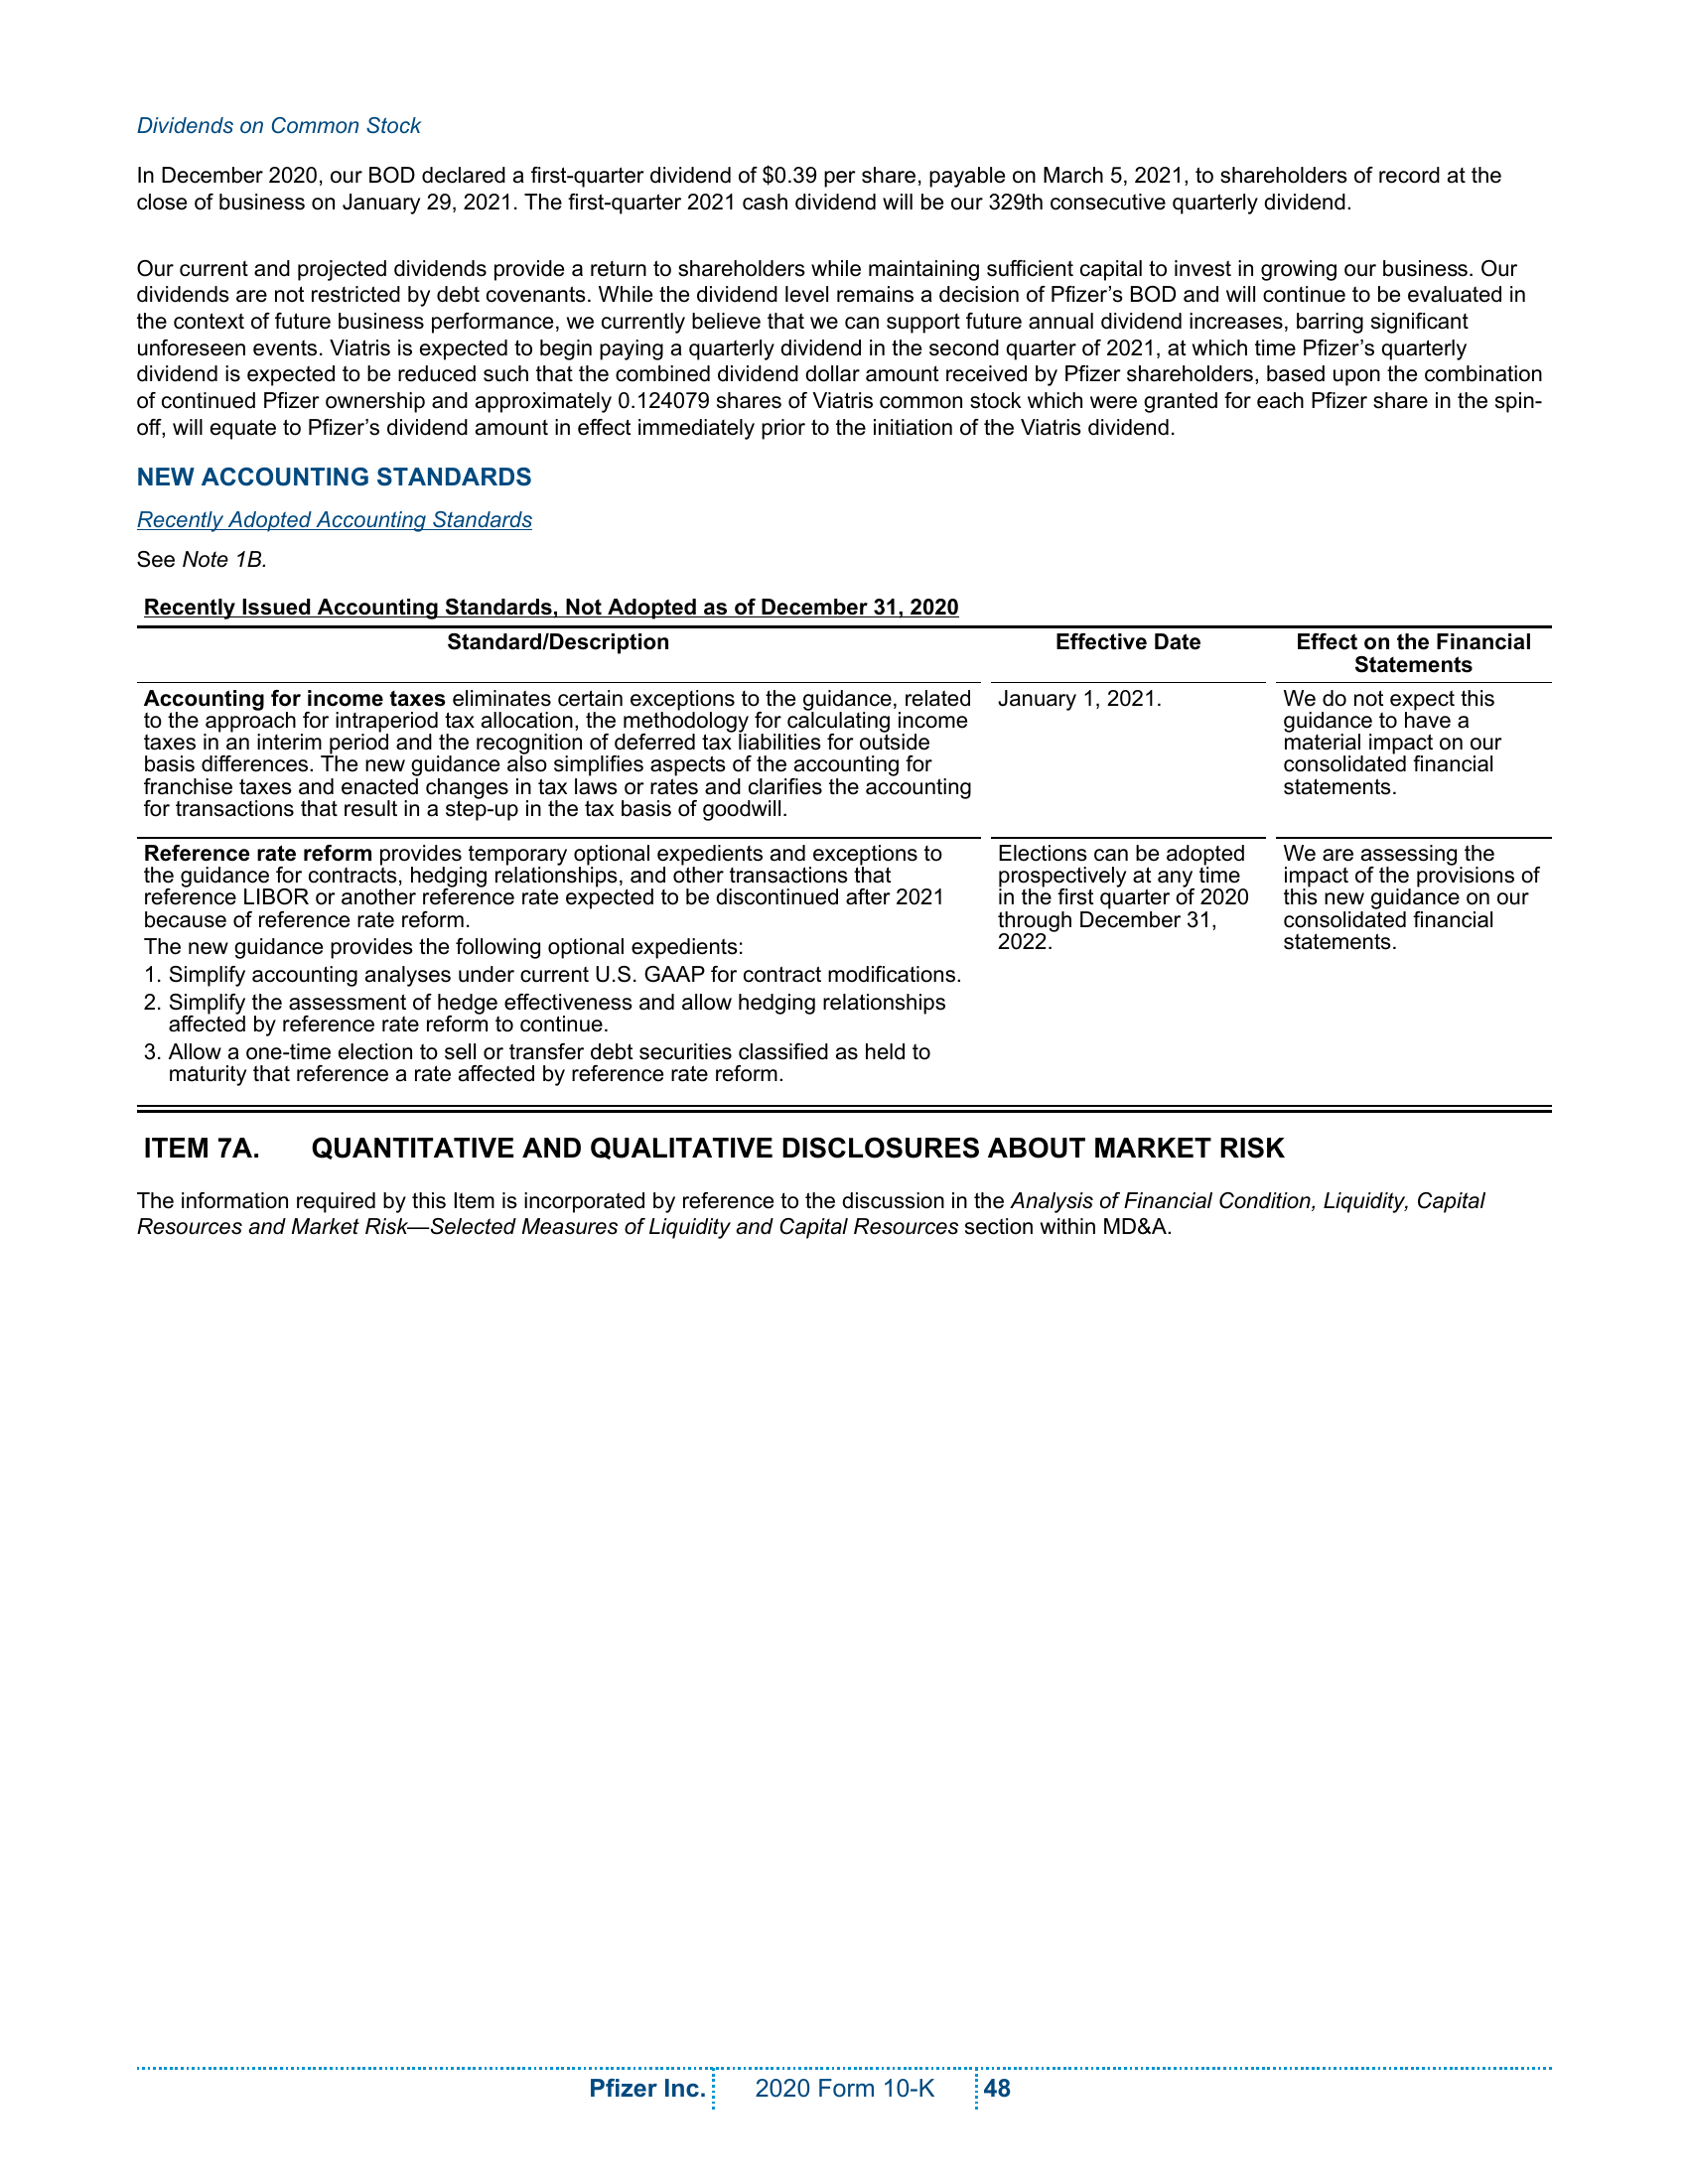 Dividends on Common Stock
In December 2020, our BOD declared a first-quarter dividend of $0.39 per share, payable on March 5, 2021, to shareholders of record at the
close of business on January 29, 2021. The first-quarter 2021 cash dividend will be our 329th consecutive quarterly dividend.
Our current and projected dividends provide a return to shareholders while maintaining sufficient capital to invest in growing our business. Our
dividends are not restricted by debt covenants. While the dividend level remains a decision of Pfizer’s BOD and will continue to be evaluated in
the context of future business performance, we currently believe that we can support future annual dividend increases, barring significant
unforeseen events. Viatris is expected to begin paying a quarterly dividend in the second quarter of 2021, at which time Pfizer’s quarterly
dividend is expected to be reduced such that the combined dividend dollar amount received by Pfizer shareholders, based upon the combination
of continued Pfizer ownership and approximately 0.124079 shares of Viatris common stock which were granted for each Pfizer share in the spin-
off, will equate to Pfizer’s dividend amount in effect immediately prior to the initiation of the Viatris dividend.
NEW ACCOUNTING STANDARDS
Recently Adopted Accounting Standards
See Note 1B.
Recently Issued Accounting Standards, Not Adopted as of December 31, 2020
Standard/Description
Effective Date
Effect on the Financial
Statements
Accounting for income taxes eliminates certain exceptions to the guidance, related
to the approach for intraperiod tax allocation, the methodology for calculating income
taxes in an interim period and the recognition of deferred tax liabilities for outside
basis differences. The new guidance also simplifies aspects of the accounting for
franchise taxes and enacted changes in tax laws or rates and clarifies the accounting
for transactions that result in a step-up in the tax basis of goodwill.
January 1, 2021.
We do not expect this
guidance to have a
material impact on our
consolidated financial
statements.
Reference rate reform provides temporary optional expedients and exceptions to
the guidance for contracts, hedging relationships, and other transactions that
reference LIBOR or another reference rate expected to be discontinued after 2021
because of reference rate reform.
The new guidance provides the following optional expedients:
1. Simplify accounting analyses under current U.S. GAAP for contract modifications.
2. Simplify the assessment of hedge effectiveness and allow hedging relationships
affected by reference rate reform to continue.
3. Allow a one-time election to sell or transfer debt securities classified as held to
maturity that reference a rate affected by reference rate reform.
Elections can be adopted
prospectively at any time
in the first quarter of 2020
through December 31,
2022.
We are assessing the
impact of the provisions of
this new guidance on our
consolidated financial
statements.
ITEM 7A. QUANTITATIVE AND QUALITATIVE DISCLOSURES ABOUT MARKET RISK
The information required by this Item is incorporated by reference to the discussion in the Analysis of Financial Condition, Liquidity, Capital
Resources and Market Risk—Selected Measures of Liquidity and Capital Resources section within MD&A.
Pfizer Inc. 2020 Form 10-K 48